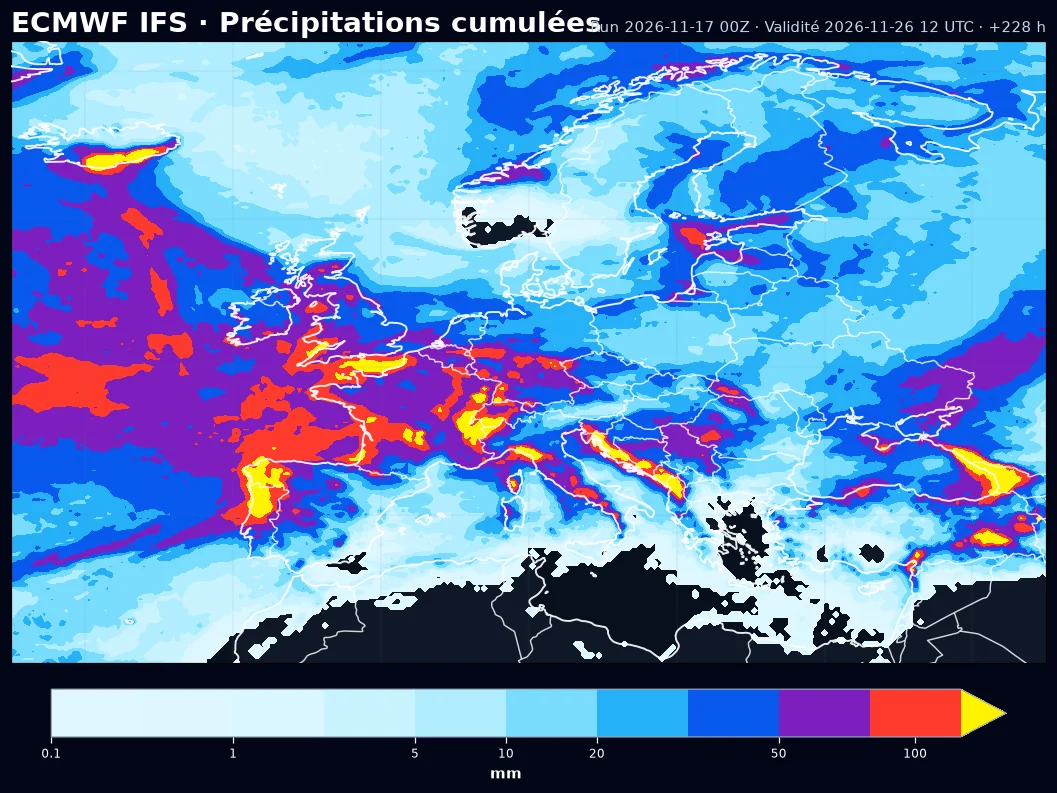 ECMWF IFS · Précipitations cumulées
Run 2026-11-17 00Z · Validité 2026-11-26 12 UTC · +228 h
0.1 1 5 10 20 50 100
mm